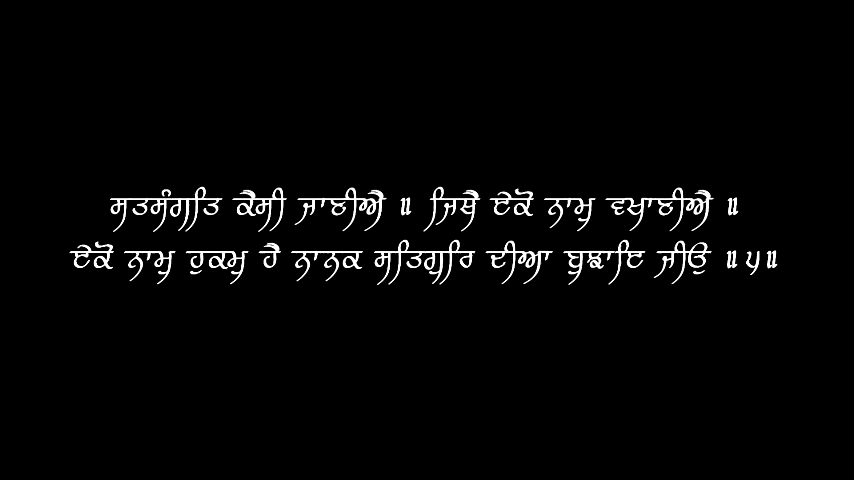 ਸਤਸੰਗਤਿ ਕੈਸੀ ਜਾਣੀਐ ॥ ਜਿਥੈ ਏਕੋ ਨਾਮੁ ਵਖਾਣੀਐ ॥
ਏਕੋ ਨਾਮੁ ਹੁਕਮੁ ਹੈ ਨਾਨਕ ਸਤਿਗੁਰਿ ਦੀਆ ਬੁਝਾਇ ਜੀਉ ॥੫॥